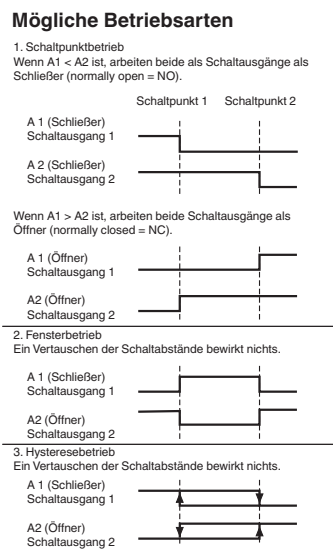 Mögliche Betriebsarten
1. Schaltpunktbetrieb
Wenn A1 < A2 ist, arbeiten beide als Schaltausgänge als
Schließer (normally open = NO).
Schaltpunkt 1 Schaltpunkt 2
A 1 (Schließer)
Schaltausgang 1
A 2 (Schließer)
Schaltausgang 2
Wenn A1 > A2 ist, arbeiten beide Schaltausgänge als
Öffner (normally closed = NC).
A 1 (Öffner)
Schaltausgang 1
A2 (Öffner)
Schaltausgang 2
2. Fensterbetrieb
Ein Vertauschen der Schaltabstände bewirkt nichts.
A 1 (Schließer)
Schaltausgang 1
A2 (Öffner)
Schaltausgang 2
3. Hysteresebetrieb
Ein Vertauschen der Schaltabstände bewirkt nichts.
A 1 (Schließer)
Schaltausgang 1
A2 (Öffner)
Schaltausgang 2